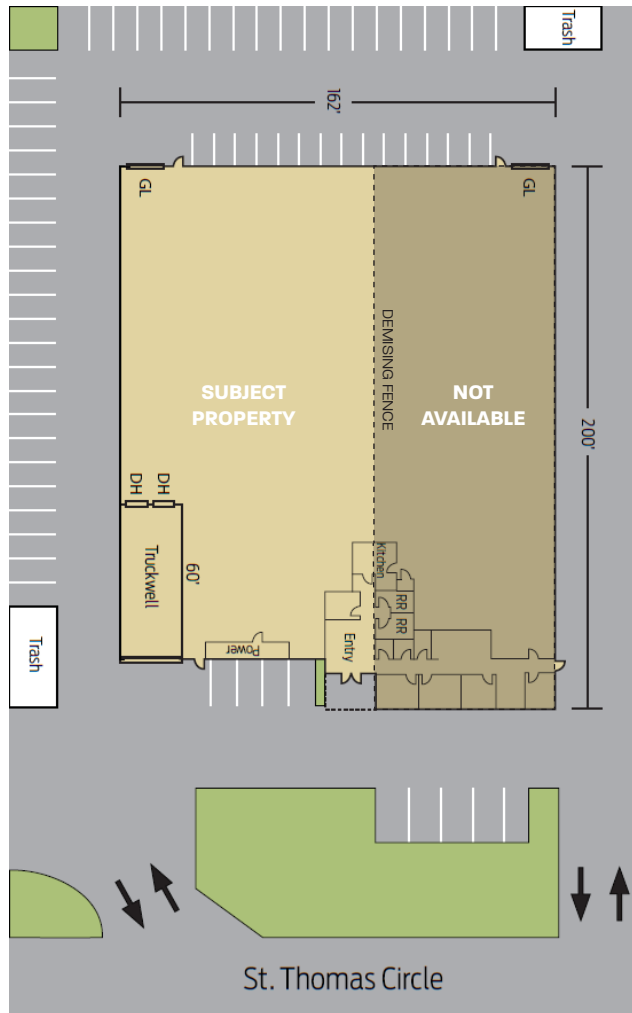 Trash
162'
GL
GL
DEMISING FENCE
SUBJECT
PROPERTY
NOT
AVAILABLE
200'
DH
DH
Truckwell
60'
Kitchen
RR
RR
Entry
Power
Trash
St. Thomas Circle